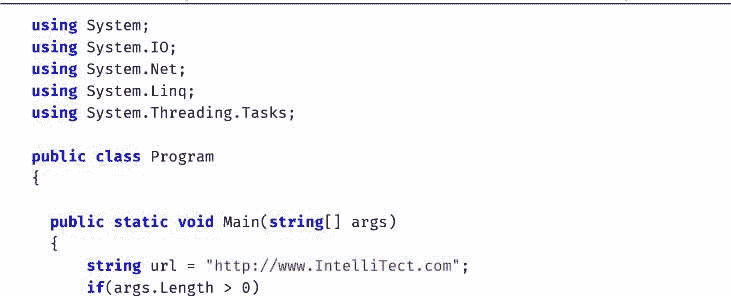 using System;
using System.IO;
using System.Net;
using System.Linq;
using System.Threading.Tasks;
public class Program
{
public static void Main(string[] args)
{
string url = "http://www.IntelliTect.com";
if(args.Length > 0)